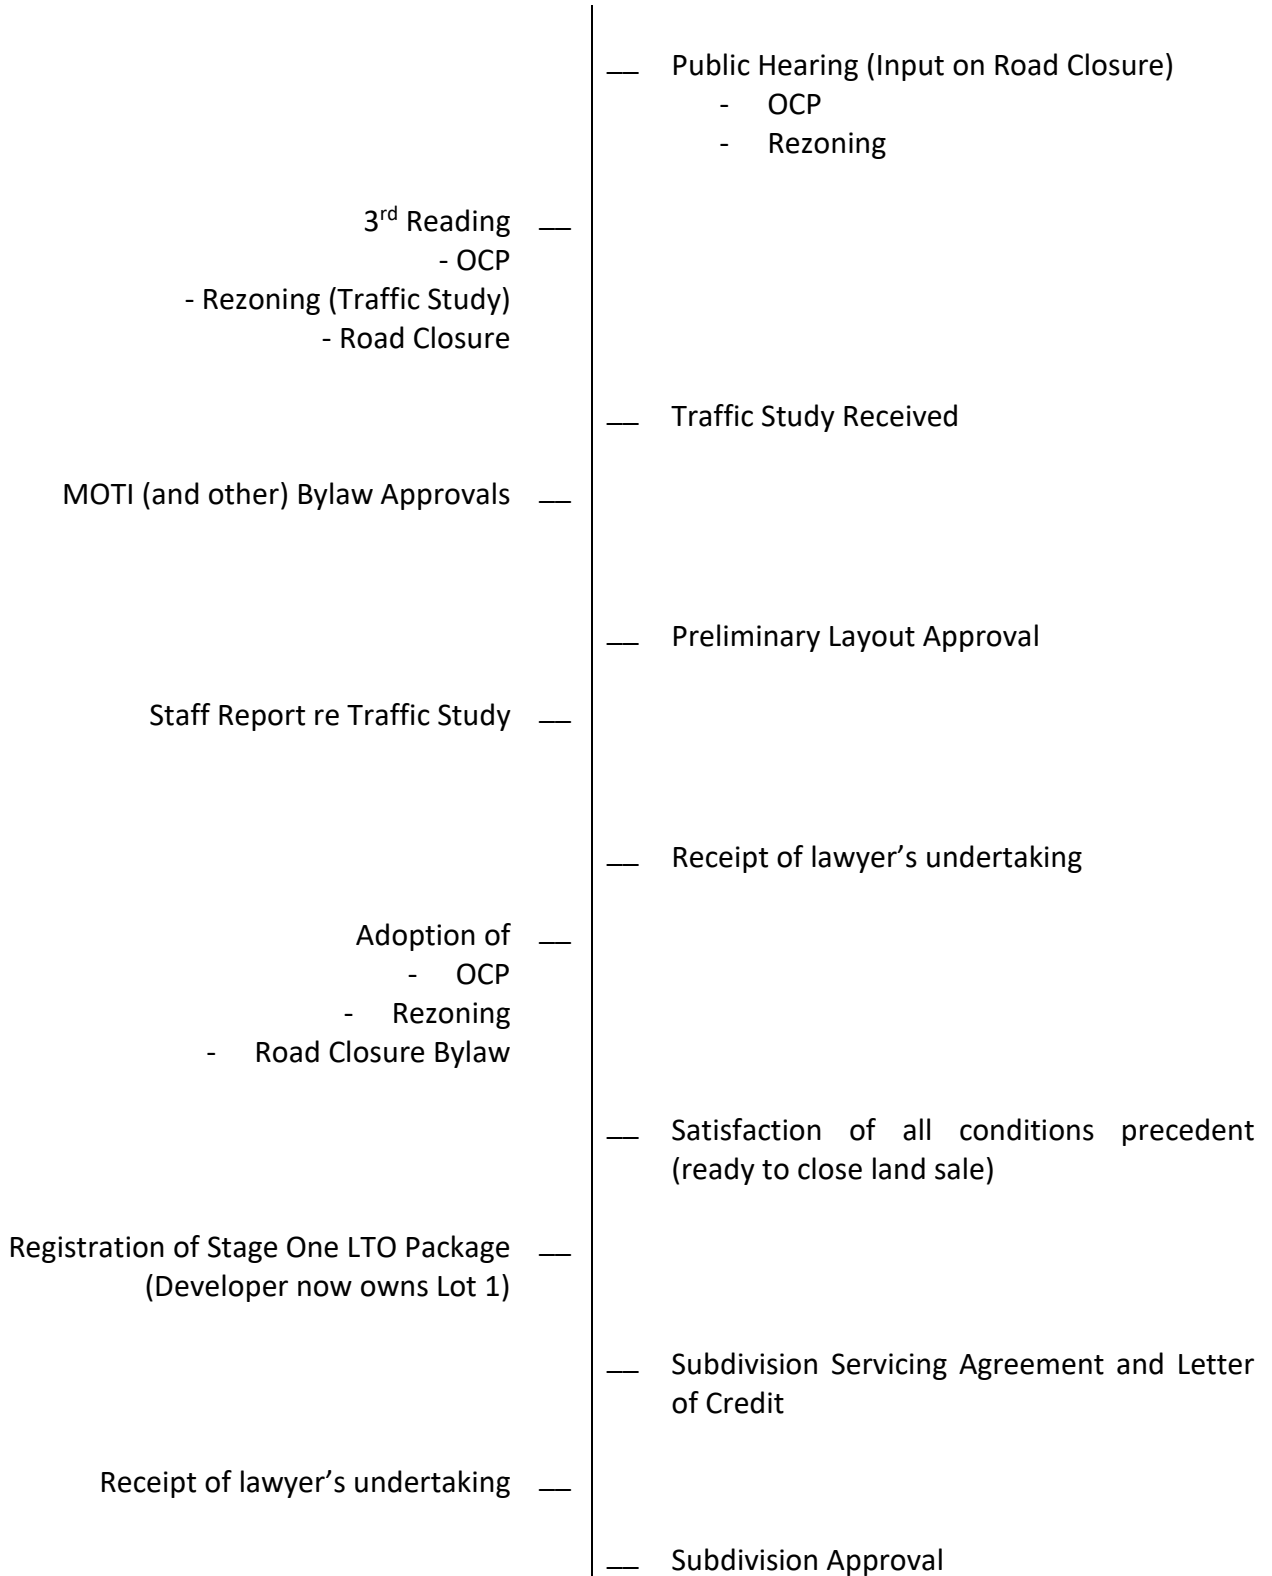 Public Hearing (Input on Road Closure)
- OCP
- Rezoning
3rd Reading
- OCP
- Rezoning (Traffic Study)
- Road Closure
Traffic Study Received
MOTI (and other) Bylaw Approvals
Preliminary Layout Approval
Staff Report re Traffic Study
Receipt of lawyer’s undertaking
Adoption of
- OCP
- Rezoning
- Road Closure Bylaw
Satisfaction of all conditions precedent
(ready to close land sale)
Registration of Stage One LTO Package
(Developer now owns Lot 1)
Subdivision Servicing Agreement and Letter
of Credit
Receipt of lawyer’s undertaking
Subdivision Approval